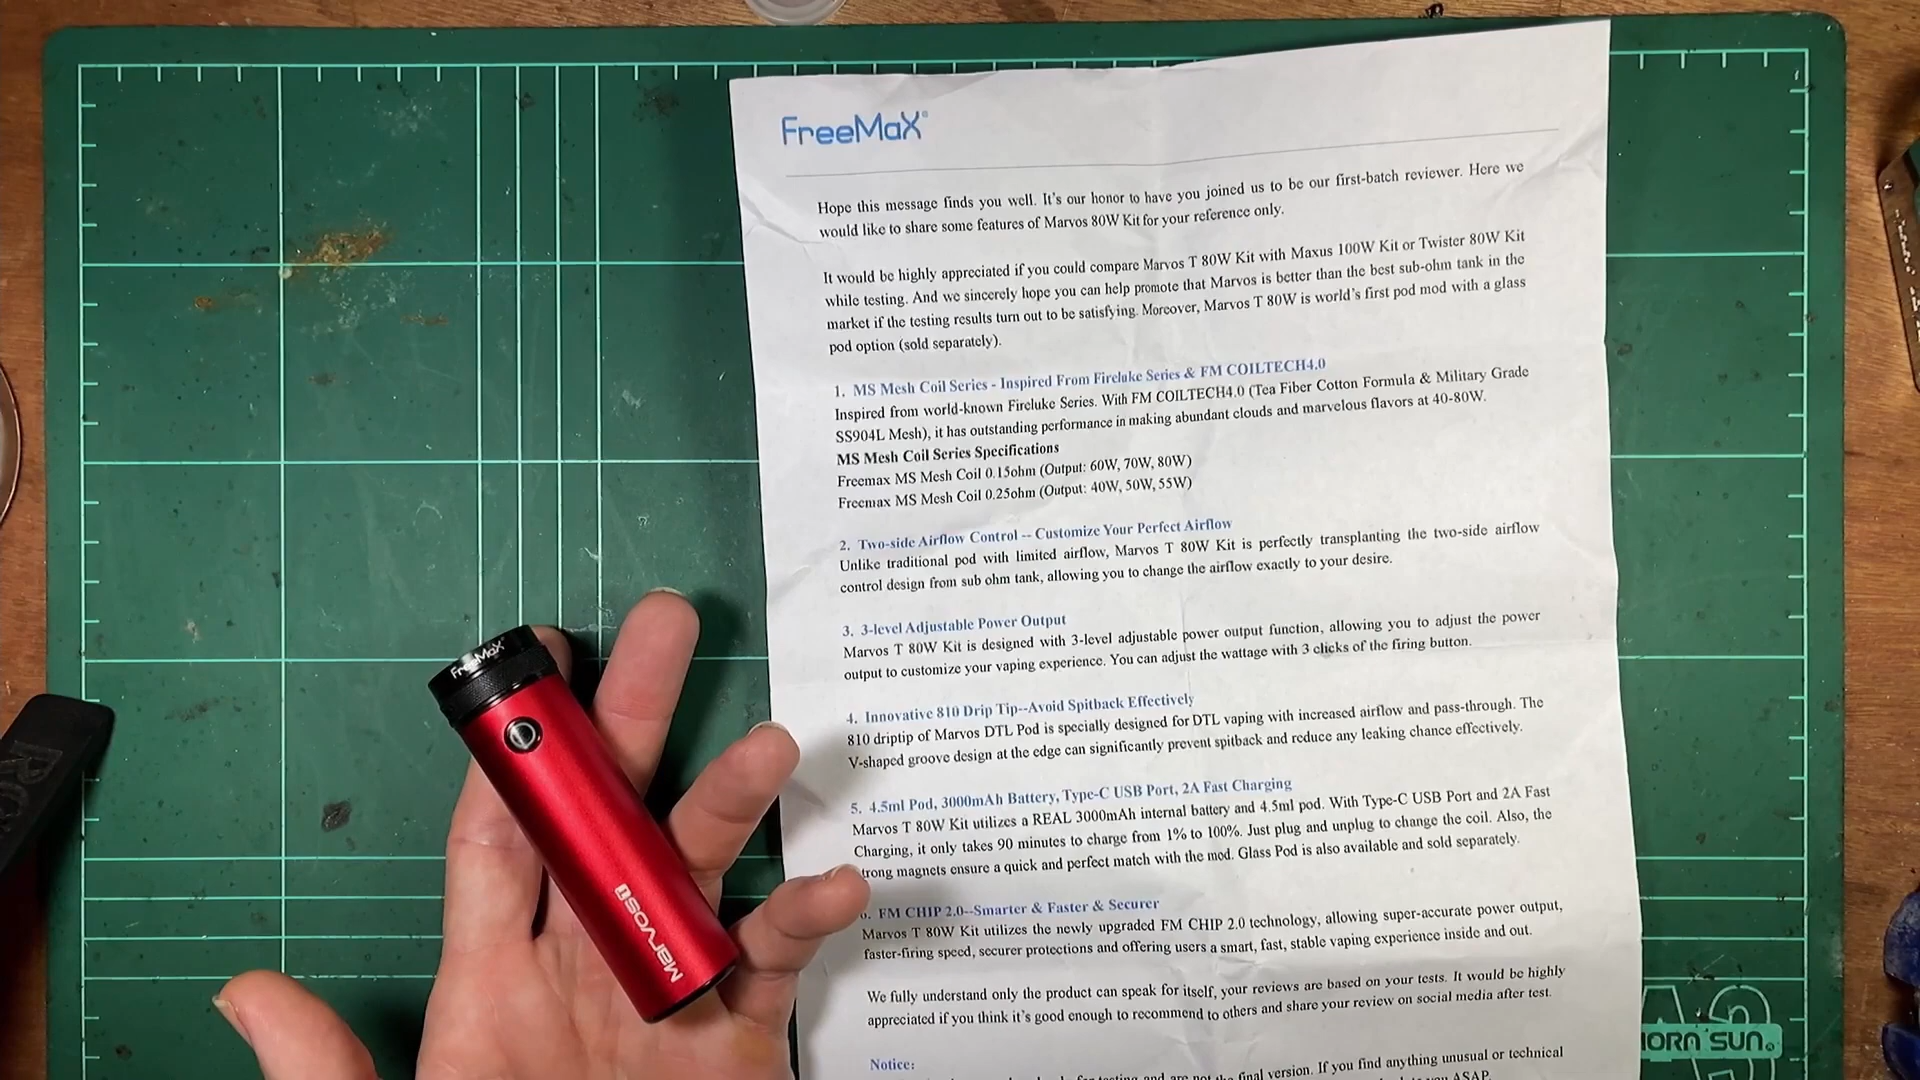 FreeMaX®
Hope this message finds you well. It's our honor to have you joined us to be our first-batch reviewer. Here we
would like to share some features of Marvos 80W Kit for your reference only.
It would be highly appreciated if you could compare Marvos T 80W Kit with Maxus 100W Kit or Twister 80W Kit
while testing. And we sincerely hope you can help promote that Marvos is better than the best sub-ohm tank in the
market if the testing results turn out to be satisfying. Moreover, Marvos T 80W is world's first pod mod with a glass
pod option (sold separately).
1. MS Mesh Coil Series - Inspired From Fireluke Series & FM COILTECH4.0
Inspired from world-known Fireluke Series. With FM COILTECH4.0 (Tea Fiber Cotton Formula & Military Grade
SS904L Mesh), it has outstanding performance in making abundant clouds and marvelous flavors at 40-80W.
MS Mesh Coil Series Specifications
Freemax MS Mesh Coil 0.15ohm (Output: 60W, 70W, 80W)
Freemax MS Mesh Coil 0.25ohm (Output: 40W, 50W, 55W)
2. Two-side Airflow Control -- Customize Your Perfect Airflow
Unlike traditional pod with limited airflow, Marvos T 80W Kit is perfectly transplanting the two-side airflow
control design from sub ohm tank, allowing you to change the airflow exactly to your desire.
3. 3-level Adjustable Power Output
Marvos T 80W Kit is designed with 3-level adjustable power output function, allowing you to adjust the power
output to customize your vaping experience. You can adjust the wattage with 3 clicks of the firing button.
4. Innovative 810 Drip Tip--Avoid Spitback Effectively
810 driptip of Marvos DTL Pod is specially designed for DTL vaping with increased airflow and pass-through. The
V-shaped groove design at the edge can significantly prevent spitback and reduce any leaking chance effectively.
5. 4.5ml Pod, 3000mAh Battery, Type-C USB Port, 2A Fast Charging
Marvos T 80W Kit utilizes a REAL 3000mAh internal battery and 4.5ml pod. With Type-C USB Port and 2A Fast
Charging, it only takes 90 minutes to charge from 1% to 100%. Just plug and unplug to change the coil. Also, the
trong magnets ensure a quick and perfect match with the mod. Glass Pod is also available and sold separately.
6. FM CHIP 2.0--Smarter & Faster & Securer
Marvos T 80W Kit utilizes the newly upgraded FM CHIP 2.0 technology, allowing super-accurate power output,
faster-firing speed, securer protections and offering users a smart, fast, stable vaping experience inside and out.
We fully understand only the product can speak for itself, your reviews are based on your tests. It would be highly
appreciated if you think it's good enough to recommend to others and share your review on social media after test.
Notice:
for testing and are not the final version. If you find anything unusual or technical
you ASAP.
FreeMaX
Marvos T
A3
HORN SUN